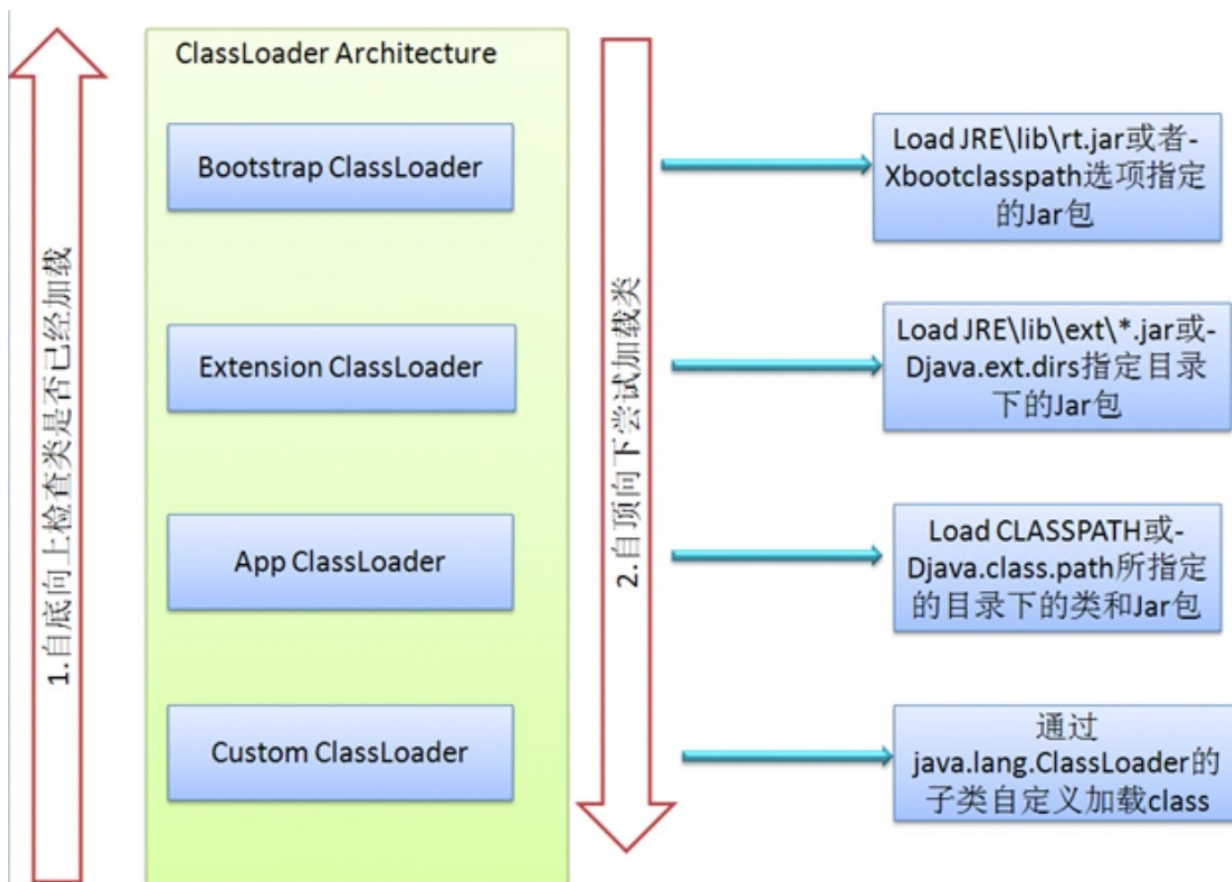 ClassLoader Architecture
Bootstrap ClassLoader
Load JRE\lib\rt.jar或者-
Xbootclasspath选项指定
的Jar包
Extension ClassLoader
Load JRE\lib\ext\*.jar或-
Djava.ext.dirs指定目录
下的Jar包
App ClassLoader
Load CLASSPATH或-
Djava.class.path所指定
的目录下的类和Jar包
Custom ClassLoader
通过
java.lang.ClassLoader的
子类自定义加载class
1.自底向上检查类是否已经加载
2.自顶向下尝试加载类